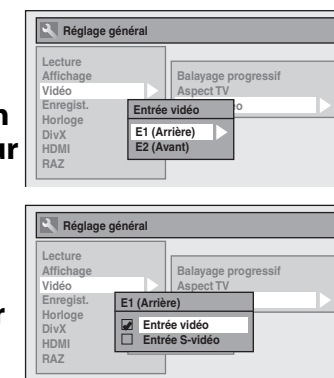 Réglage général
Lecture
Affichage
Vidéo
Enregist.
Horloge
DivX
HDMI
RAZ
Balayage progressif
Aspect TV
Entrée vidéo
E1 (Arrière)
E2 (Avant)
Réglage général
Lecture
Affichage
Vidéo
Enregist.
Horloge
DivX
HDMI
RAZ
Balayage progressif
Aspect TV
E1 (Arrière)
Entrée vidéo
Entrée S-vidéo